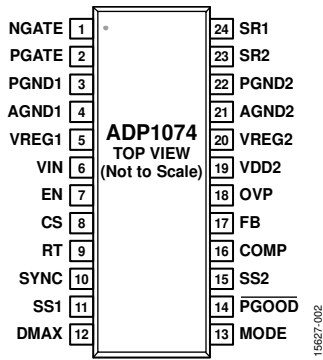 NGATE 1 24 SR1
PGATE 2 23 SR2
PGND1 3 22 PGND2
AGND1 4 21 AGND2
VREG1 5 ADP1074 20 VREG2
VIN 6 TOP VIEW 19 VDD2
EN 7 (Not to Scale) 18 OVP
CS 8 17 FB
RT 9 16 COMP
SYNC 10 15 SS2
SS1 11 14 PGOOD
DMAX 12 13 MODE
15627-002